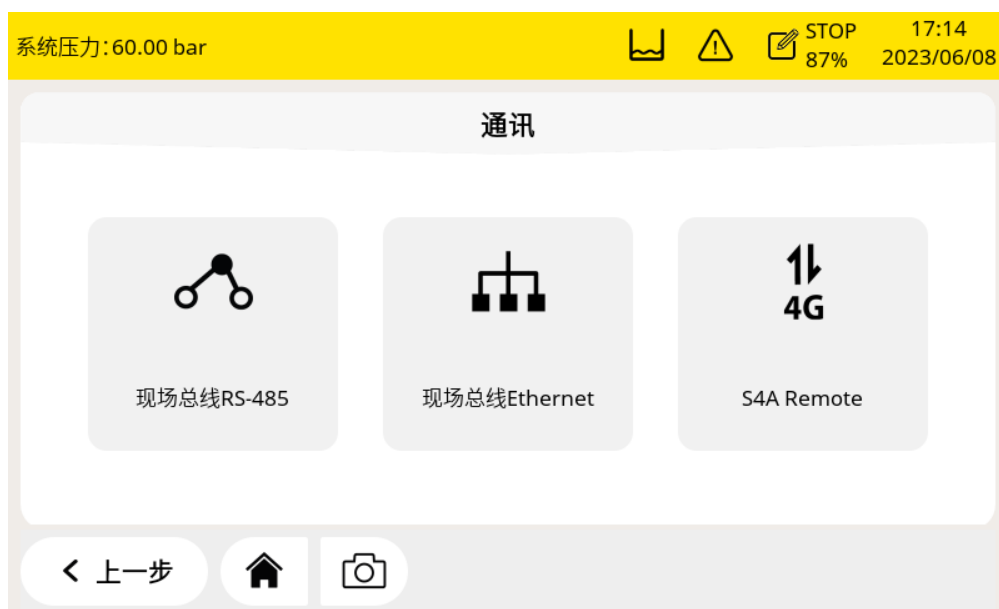 系统压力:60.00 bar
STOP
87%
17:14
2023/06/08
通讯
4G
现场总线RS-485
现场总线Ethernet
S4A Remote
上一步